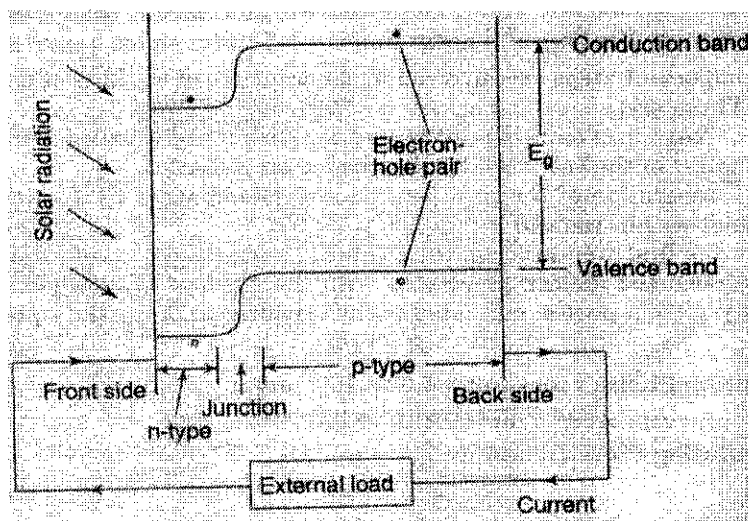 Conduction band
Solar radiation
Electron-
hole pair
E_g
Valence band
n
Front side
p-type
Back side
Junction
n-type
External load
Current